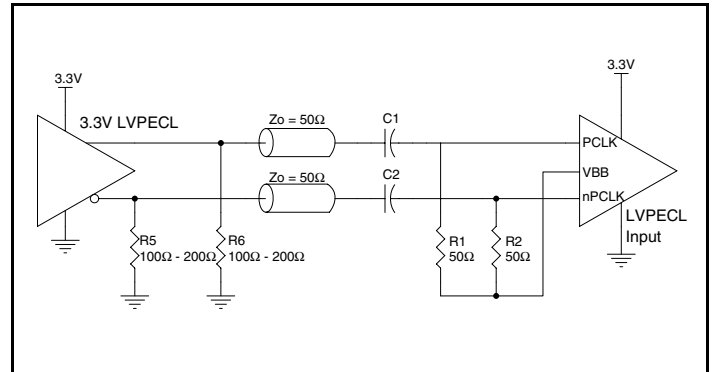 3.3V
3.3V LVPECL
Zo = 50Ω
C1
Zo = 50Ω
C2
R5
100Ω - 200Ω
R6
100Ω - 200Ω
R1
50Ω
R2
50Ω
3.3V
PCLK
VBB
nPCLK
LVPECL
Input